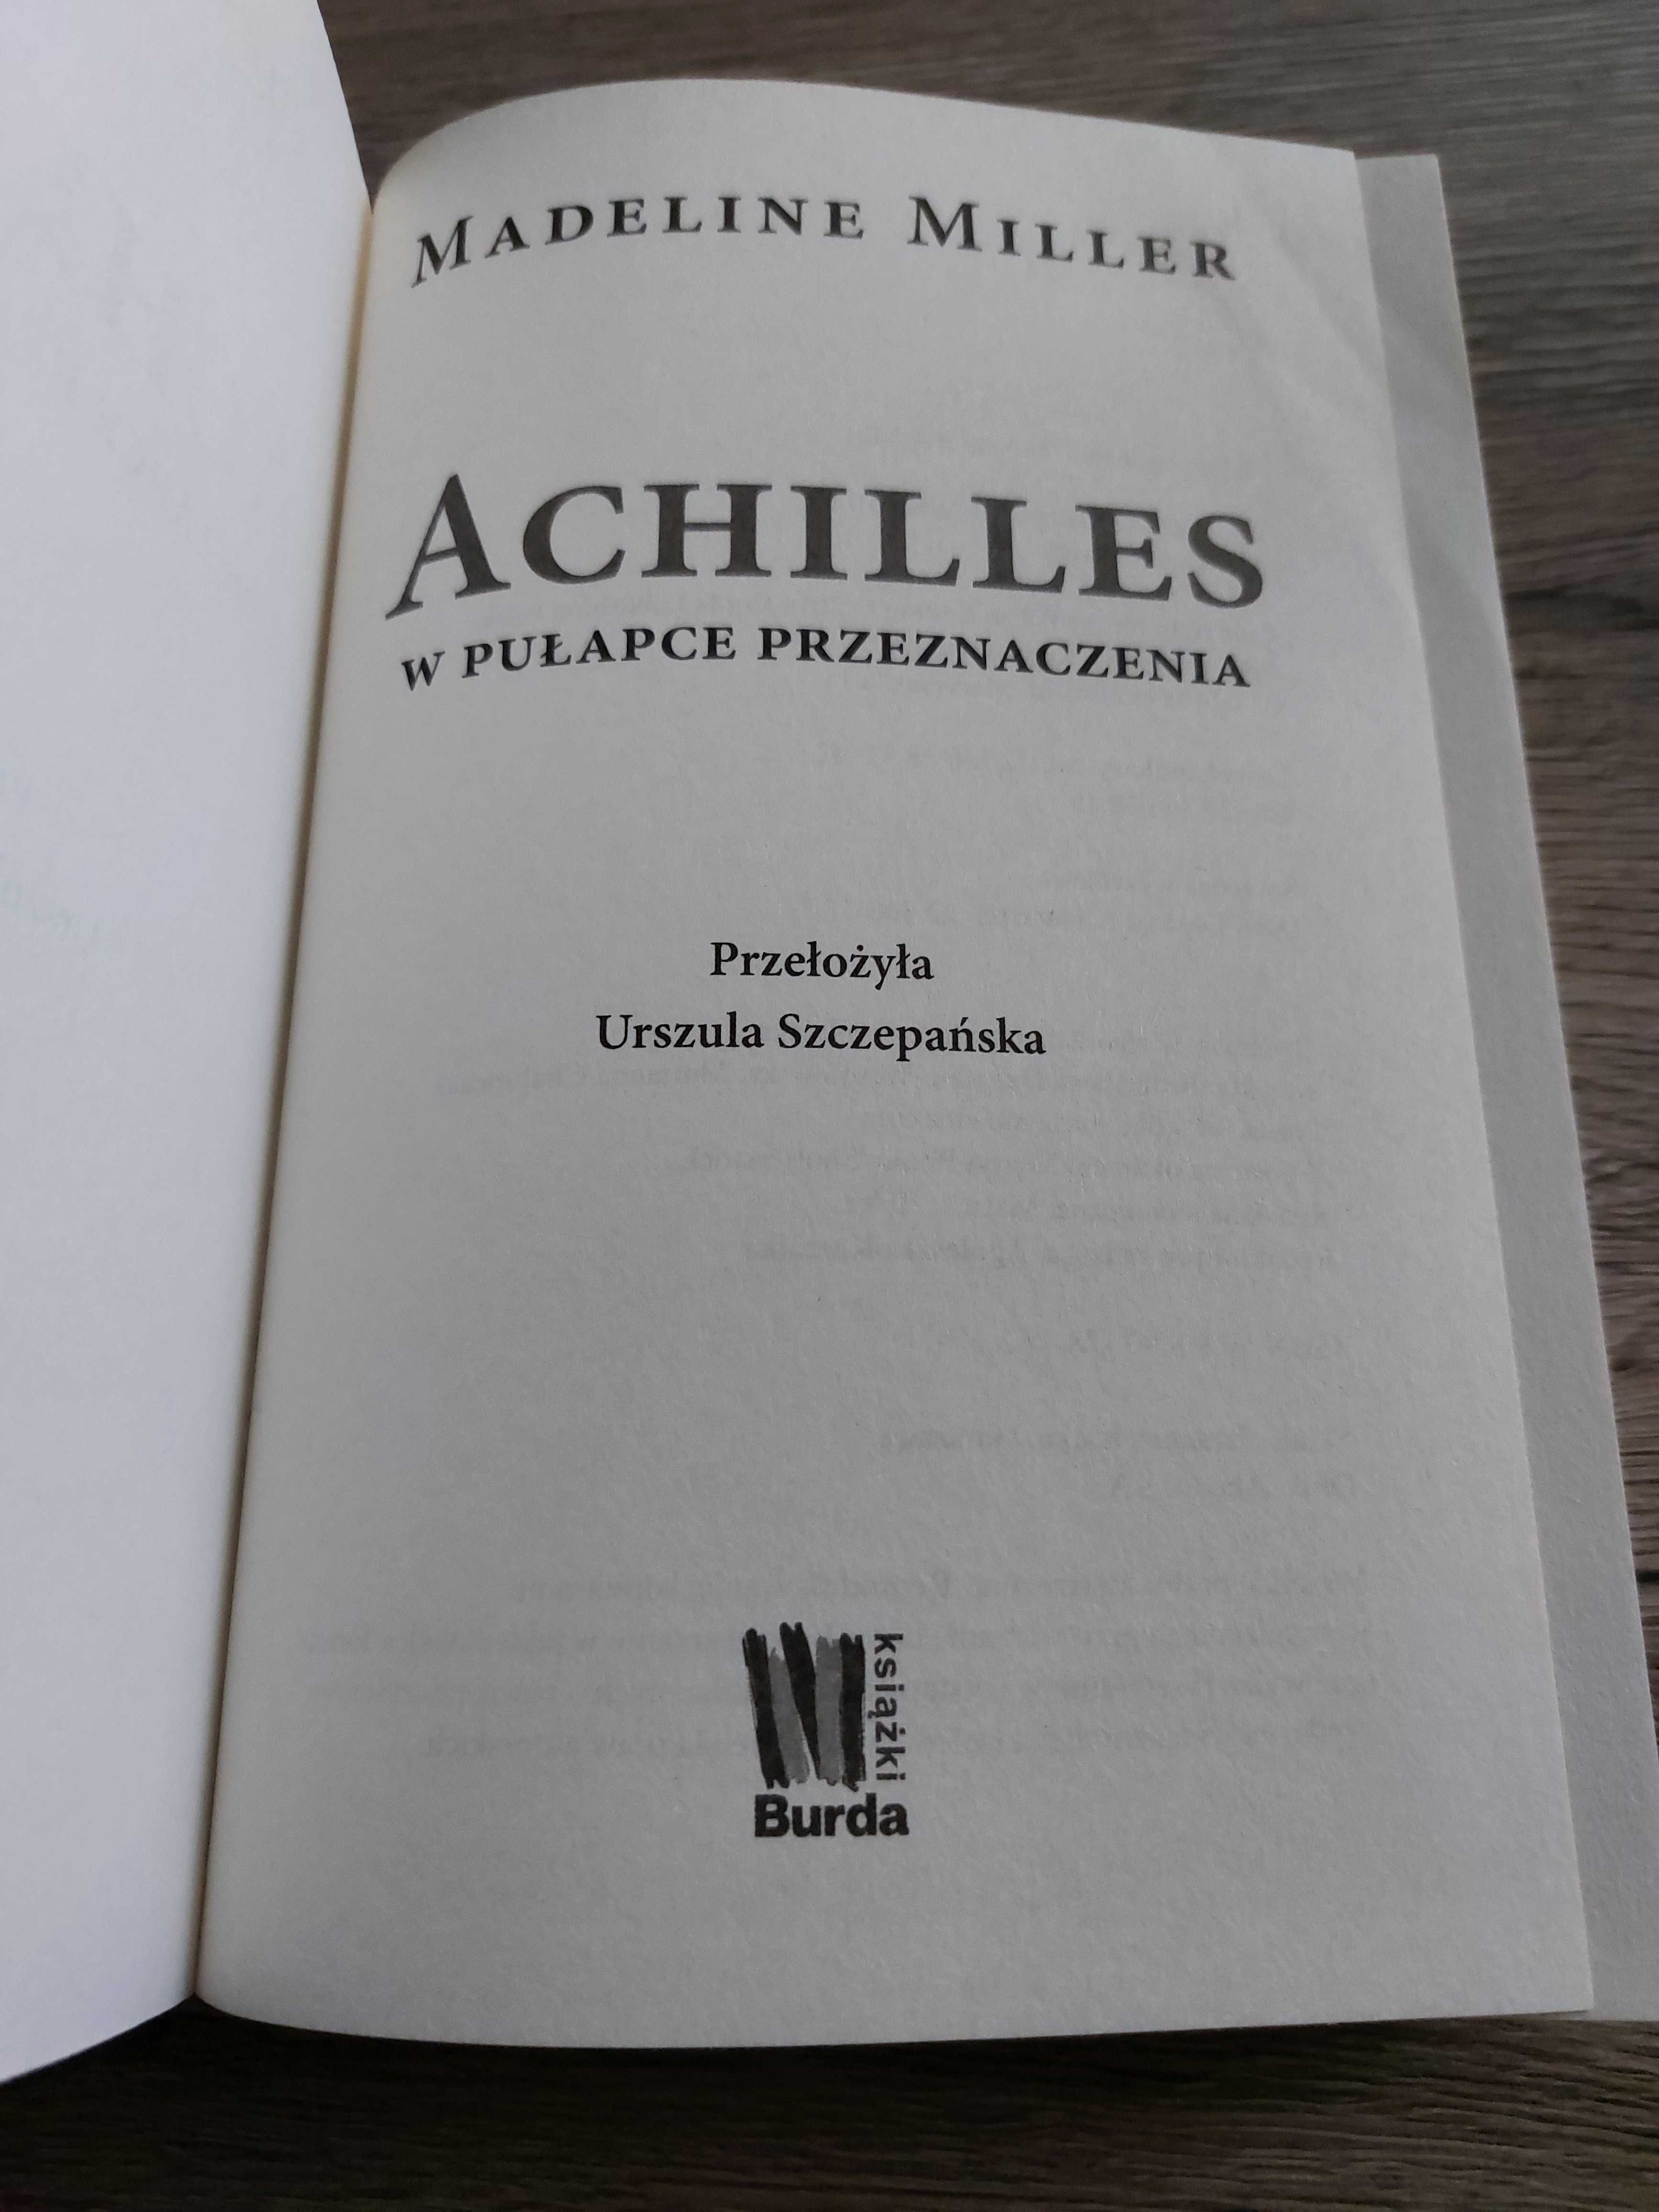 MADELINE MILLER
ACHILLES
W PUŁAPCE PRZEZNACZENIA
Przełożyła
Urszula Szczepańska
książki
Burda